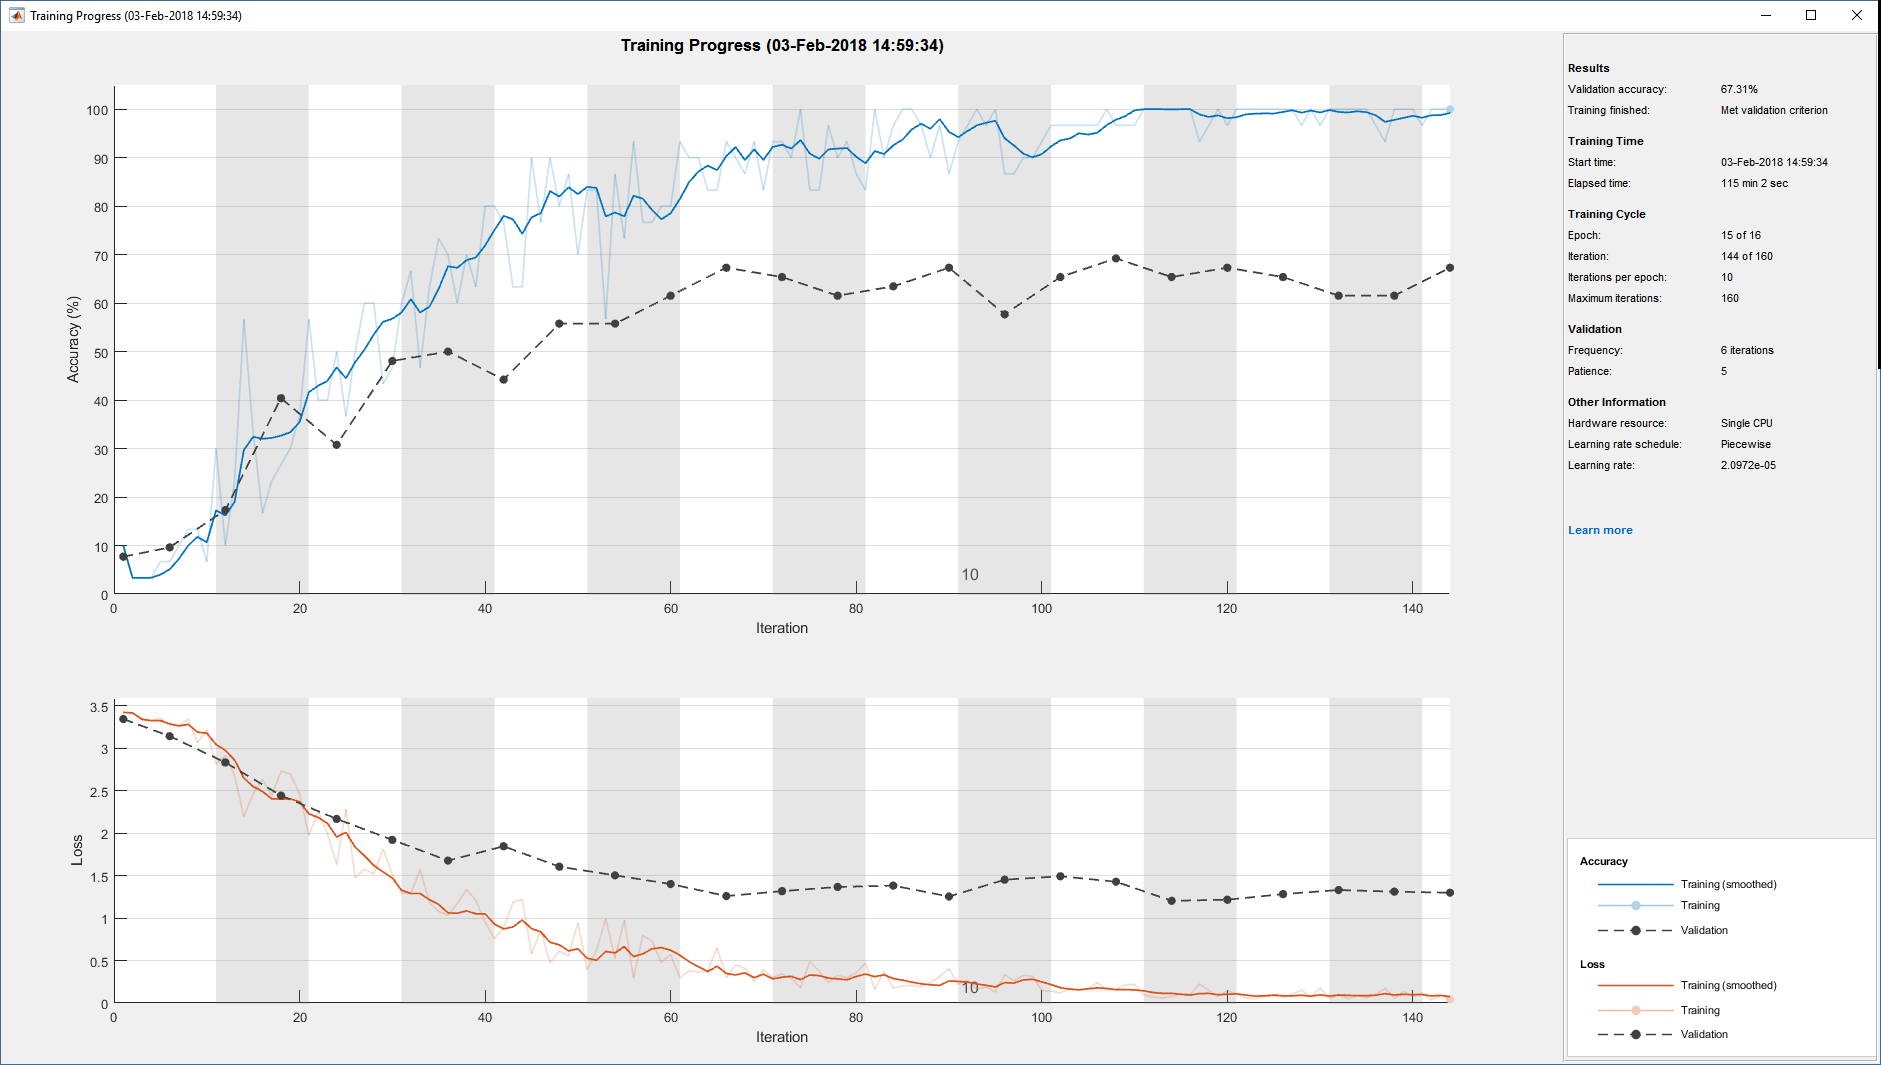 Training Progress (03-Feb-2018 14:59:34)
Training Progress (03-Feb-2018 14:59:34)
100
90
80
70
60
50
40
30
20
10
0
Accuracy (%)
10
0 20 40 60 80 100 120 140
Iteration
3.5
3
2.5
2
1.5
1
0.5
0
Loss
10
0 20 40 60 80 100 120 140
Iteration
Results
Validation accuracy: 67.31%
Training finished: Met validation criterion
Training Time
Start time: 03-Feb-2018 14:59:34
Elapsed time: 115 min 2 sec
Training Cycle
Epoch: 15 of 16
Iteration: 144 of 160
Iterations per epoch: 10
Maximum iterations: 160
Validation
Frequency: 6 iterations
Patience: 5
Other Information
Hardware resource: Single CPU
Learning rate schedule: Piecewise
Learning rate: 2.0972e-05
Learn more
Accuracy
Training (smoothed)
Training
Validation
Loss
Training (smoothed)
Training
Validation